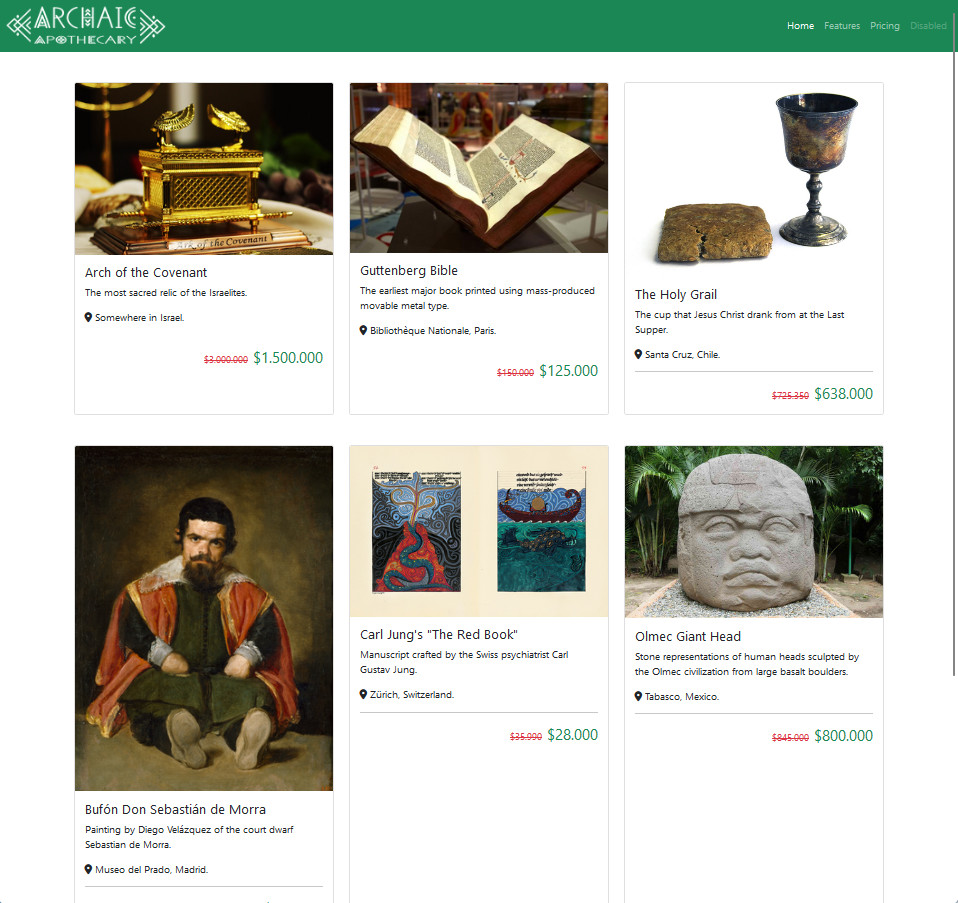 ARCHAIC
APOTHECARY
Home Features Pricing Disabled
Arch of the Covenant
Arch of the Covenant
The most sacred relic of the Israelites.
Somewhere in Israel.
$3.000.000 $1.500.000
Guttenberg Bible
The earliest major book printed using mass-produced
movable metal type.
Bibliothèque Nationale, Paris.
$150.000 $125.000
The Holy Grail
The cup that Jesus Christ drank from at the Last
Supper.
Santa Cruz, Chile.
$725.350 $638.000
Bufón Don Sebastián de Morra
Painting by Diego Velázquez of the court dwarf
Sebastian de Morra.
Museo del Prado, Madrid.
Carl Jung's "The Red Book"
Manuscript crafted by the Swiss psychiatrist Carl
Gustav Jung.
Zürich, Switzerland.
$35.990 $28.000
Olmec Giant Head
Stone representations of human heads sculpted by
the Olmec civilization from large basalt boulders.
Tabasco, Mexico.
$845.000 $800.000